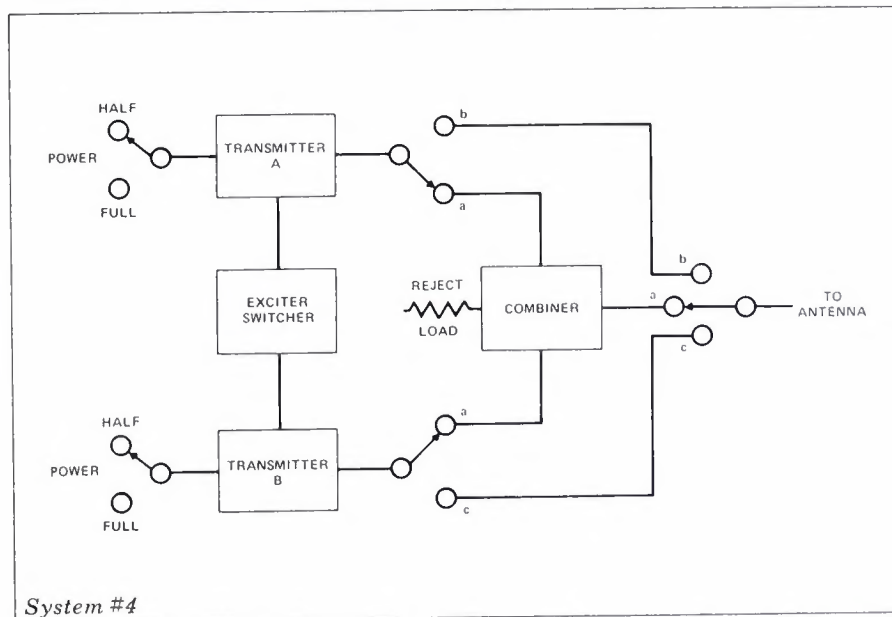 b
HALF
POWER
TRANSMITTER
A
FULL
a
b
EXCITER
SWITCHER
REJECT
LOAD
COMBINER
a
TO
ANTENNA
c
HALF
a
POWER
TRANSMITTER
B
FULL
c
System #4